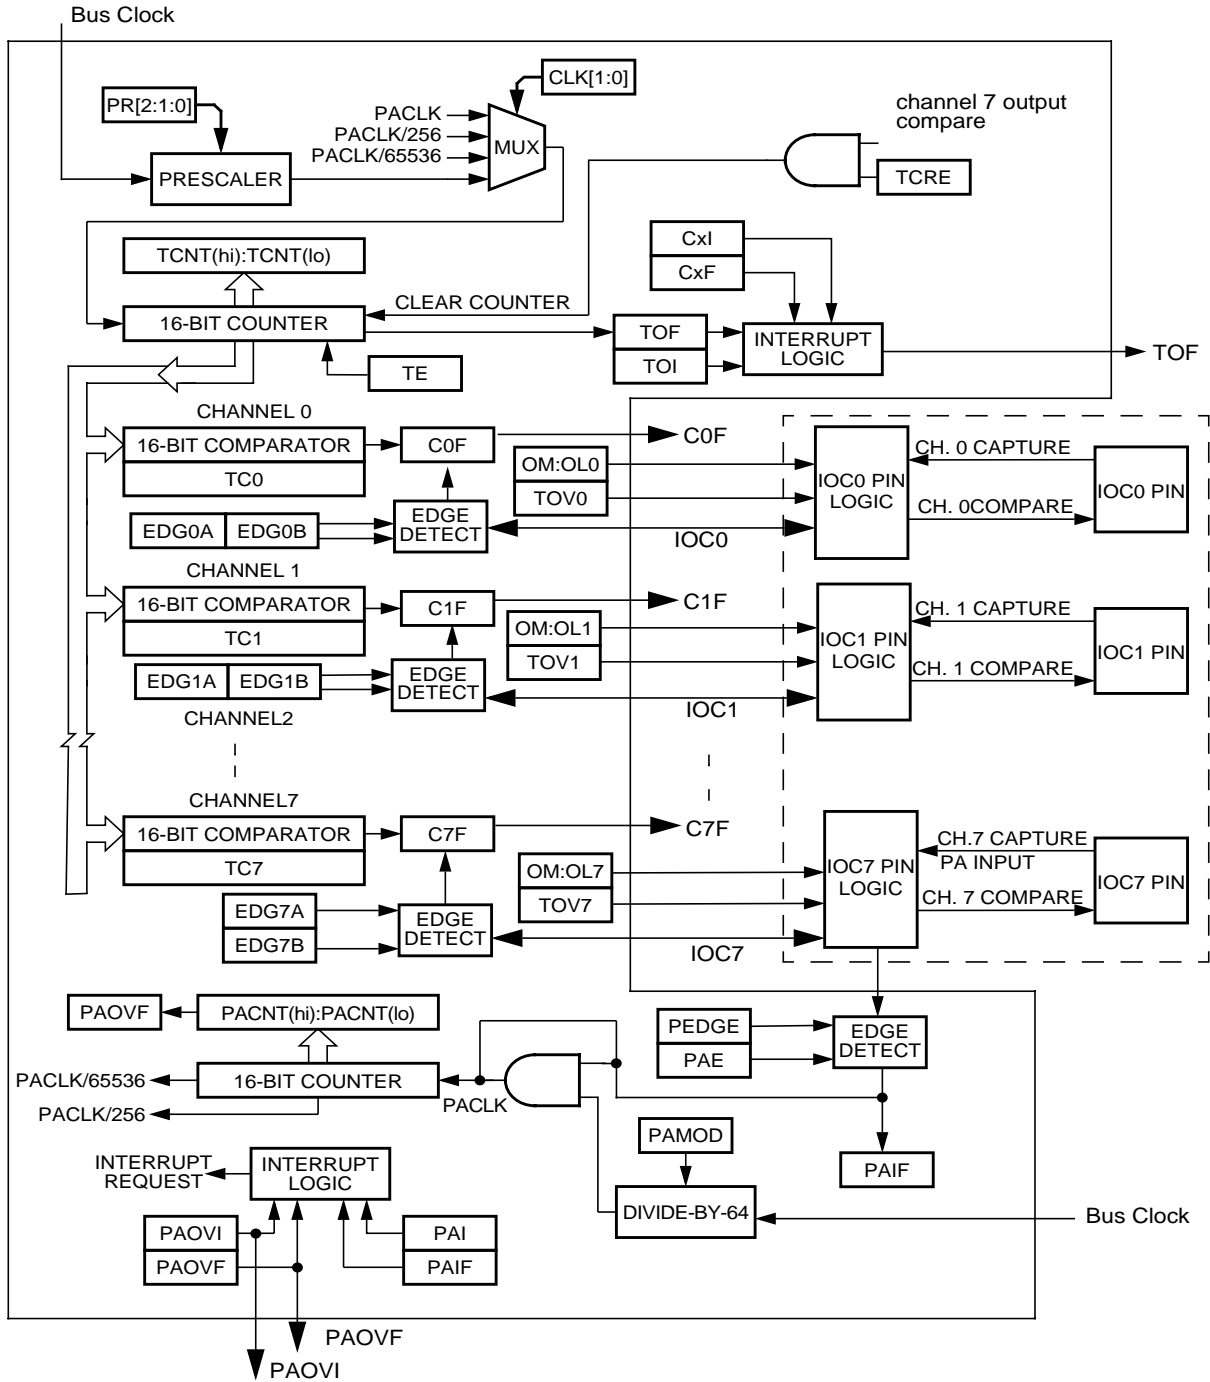 Bus Clock
CLK[1:0]
PR[2:1:0]
PACLK
PACLK/256
PACLK/65536
MUX
PRESCALER
channel 7 output
compare
TCRE
CxI
CxF
TCNT(hi):TCNT(lo)
CLEAR COUNTER
16-BIT COUNTER
TOF
TOI
INTERRUPT
LOGIC
TOF
TE
CHANNEL 0
16-BIT COMPARATOR
TC0
C0F
C0F
OM:OL0
TOV0
EDG0A
EDG0B
EDGE
DETECT
IOC0
IOC0 PIN
LOGIC
CH. 0 CAPTURE
CH. 0COMPARE
IOC0 PIN
CHANNEL 1
16-BIT COMPARATOR
TC1
C1F
C1F
OM:OL1
TOV1
EDG1A
EDG1B
EDGE
DETECT
IOC1
IOC1 PIN
LOGIC
CH. 1 CAPTURE
CH. 1 COMPARE
IOC1 PIN
CHANNEL2
CHANNEL7
16-BIT COMPARATOR
TC7
C7F
C7F
OM:OL7
TOV7
EDG7A
EDG7B
EDGE
DETECT
IOC7
IOC7 PIN
LOGIC
CH.7 CAPTURE
PA INPUT
CH. 7 COMPARE
IOC7 PIN
PAOVF
PACNT(hi):PACNT(lo)
PEDGE
PAE
EDGE
DETECT
PACLK/65536
16-BIT COUNTER
PACLK
PACLK/256
PAMOD
PAIF
INTERRUPT
REQUEST
INTERRUPT
LOGIC
DIVIDE-BY-64
Bus Clock
PAOVI
PAOVF
PAI
PAIF
PAOVF
PAOVI